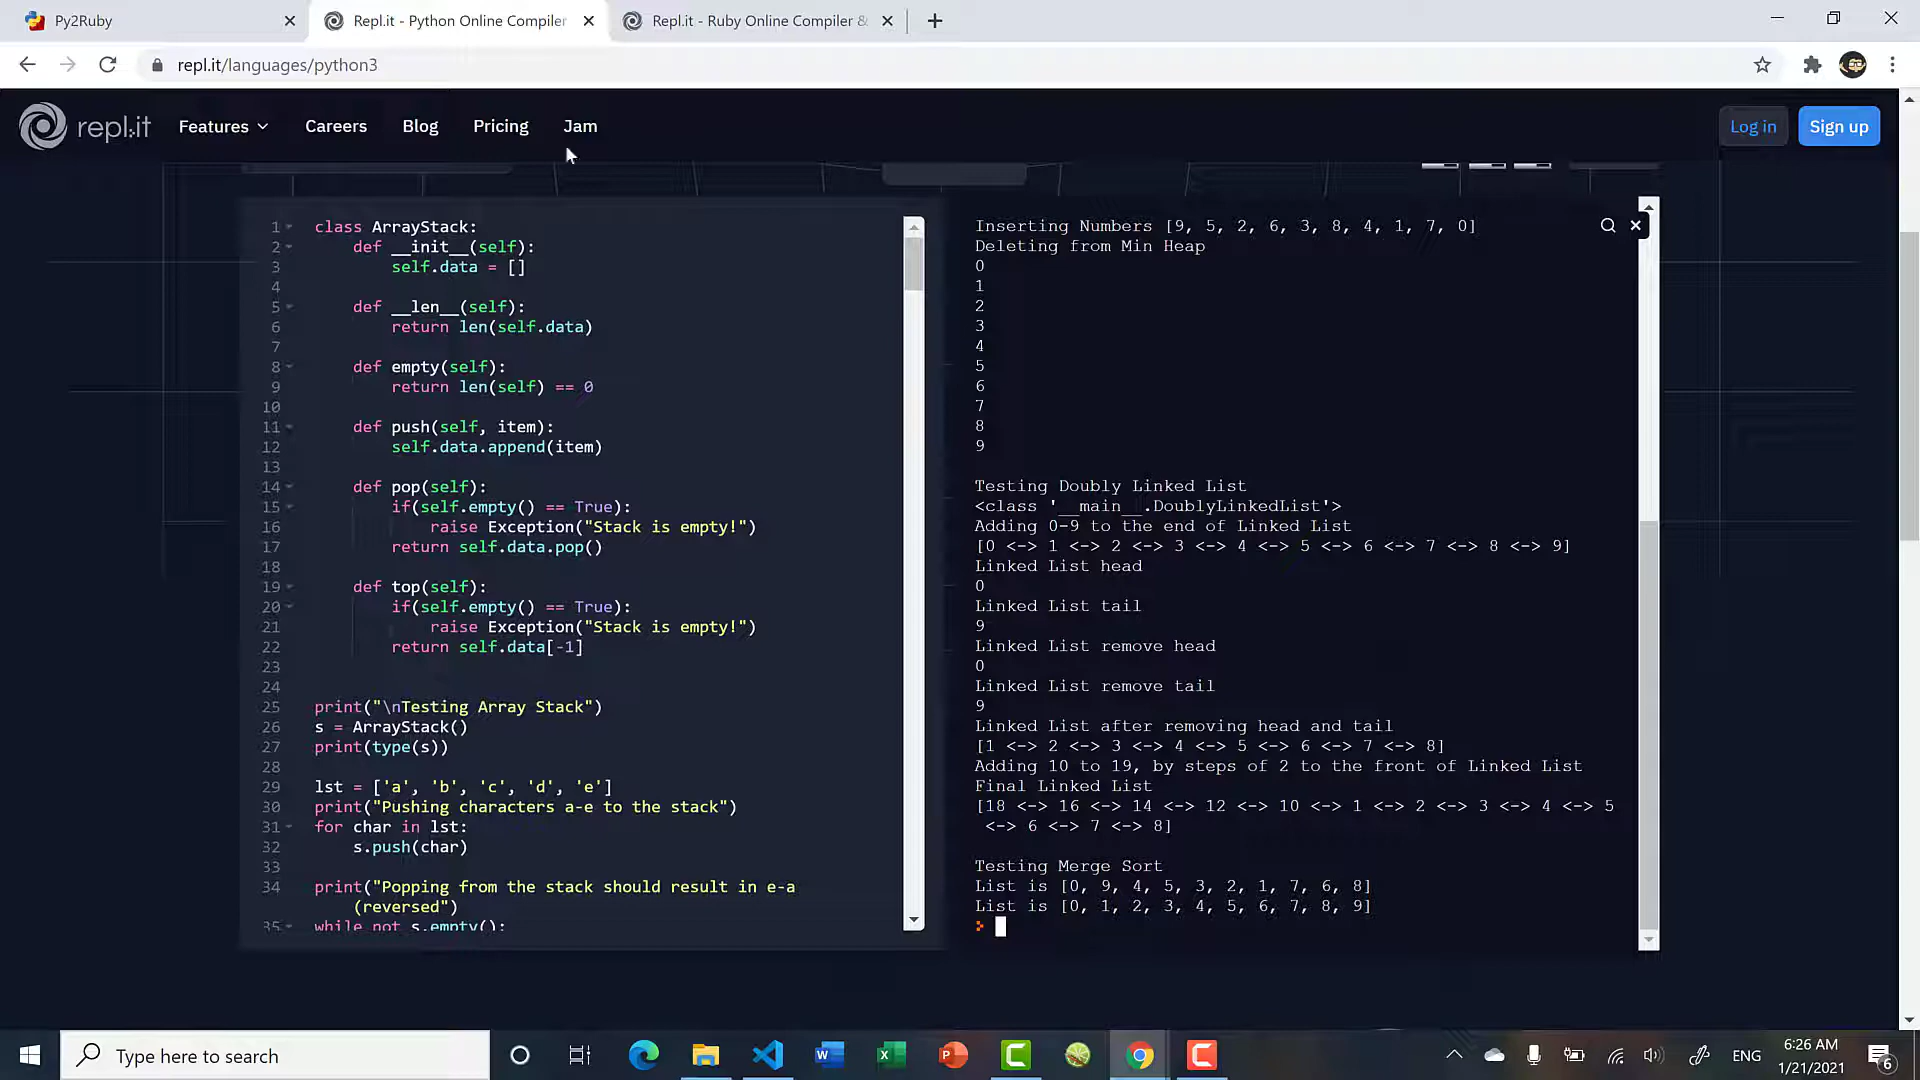 Py2Ruby
Repl.it - Python Online Compiler
Repl.it - Ruby Online Compiler &
repl.it/languages/python3
repl.it
Features
Careers
Blog
Pricing
Jam
Log in
Sign up
1 class ArrayStack:
2 def __init__(self):
3 self.data = []
4
5 def __len__(self):
6 return len(self.data)
7
8 def empty(self):
9 return len(self) == 0
10
11 def push(self, item):
12 self.data.append(item)
13
14 def pop(self):
15 if(self.empty() == True):
16 raise Exception("Stack is empty!")
17 return self.data.pop()
18
19 def top(self):
20 if(self.empty() == True):
21 raise Exception("Stack is empty!")
22 return self.data[-1]
23
24
25 print("\nTesting Array Stack")
26 s = ArrayStack()
27 print(type(s))
28
29 lst = ['a', 'b', 'c', 'd', 'e']
30 print("Pushing characters a-e to the stack")
31 for char in lst:
32 s.push(char)
33
34 print("Popping from the stack should result in e-a
(reversed")
35 while not s.empty():
Inserting Numbers [9, 5, 2, 6, 3, 8, 4, 1, 7, 0]
Deleting from Min Heap
0
1
2
3
4
5
6
7
8
9
Testing Doubly Linked List
<class '__main__.DoublyLinkedList'>
Adding 0-9 to the end of Linked List
[0 <-> 1 <-> 2 <-> 3 <-> 4 <-> 5 <-> 6 <-> 7 <-> 8 <-> 9]
Linked List head
0
Linked List tail
9
Linked List remove head
0
Linked List remove tail
9
Linked List after removing head and tail
[1 <-> 2 <-> 3 <-> 4 <-> 5 <-> 6 <-> 7 <-> 8]
Adding 10 to 19, by steps of 2 to the front of Linked List
Final Linked List
[18 <-> 16 <-> 14 <-> 12 <-> 10 <-> 1 <-> 2 <-> 3 <-> 4 <-> 5
<-> 6 <-> 7 <-> 8]
Testing Merge Sort
List is [0, 9, 4, 5, 3, 2, 1, 7, 6, 8]
List is [0, 1, 2, 3, 4, 5, 6, 7, 8, 9]
>
Type here to search
ENG
6:26 AM
1/21/2021
6